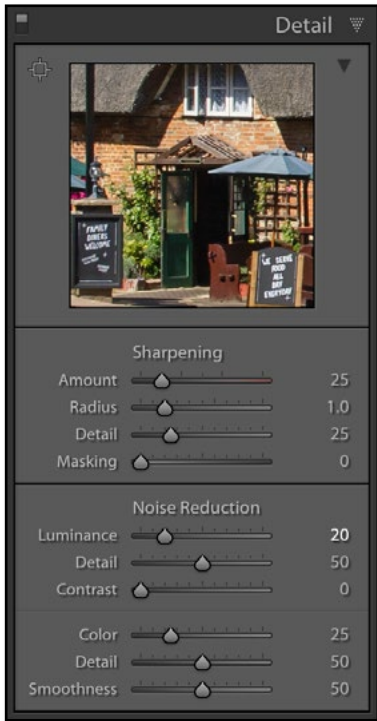 Detail
FAMILY
DINERS
WELCOME
WE SERVE
FOOD
ALL
DAY
EVERYDAY
Sharpening
Amount 25
Radius 1.0
Detail 25
Masking 0
Noise Reduction
Luminance 20
Detail 50
Contrast 0
Color 25
Detail 50
Smoothness 50